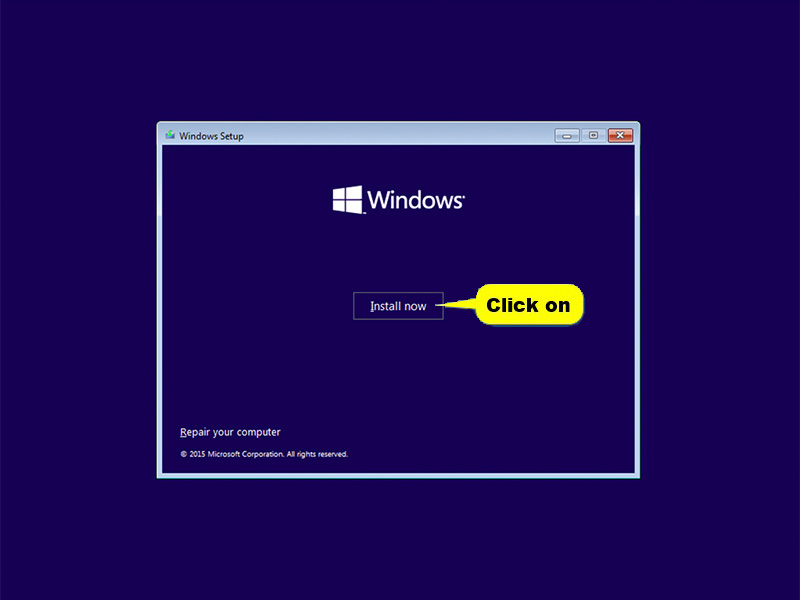 Windows Setup
Windows
Install now
Click on
Repair your computer
© 2015 Microsoft Corporation. All rights reserved.